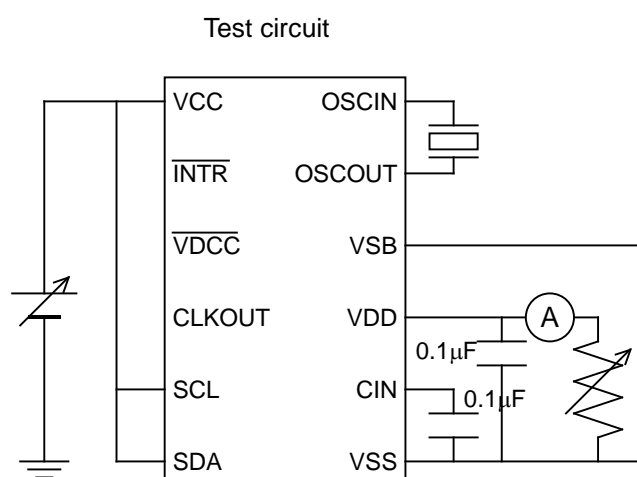 Test circuit
VCC OSCIN
INTR OSCOUT
VDCC VSB
CLKOUT VDD A
0.1μF
SCL CIN 0.1μF
SDA VSS